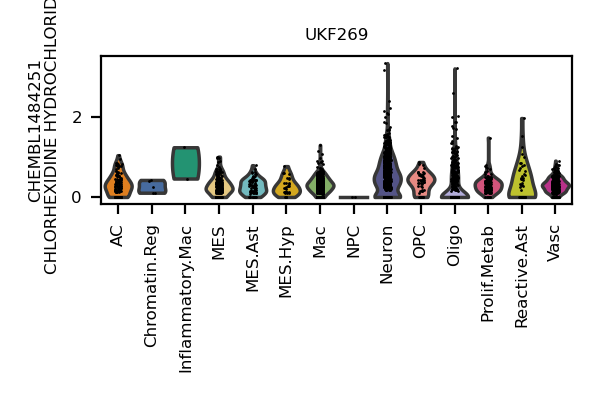 UKF269
CHEMBL1484251
CHLORHEXIDINE HYDROCHLORID
2
0
AC
Chromatin.Reg
Inflammatory.Mac
MES
MES.Ast
MES.Hyp
Mac
NPC
Neuron
OPC
Oligo
Prolif.Metab
Reactive.Ast
Vasc